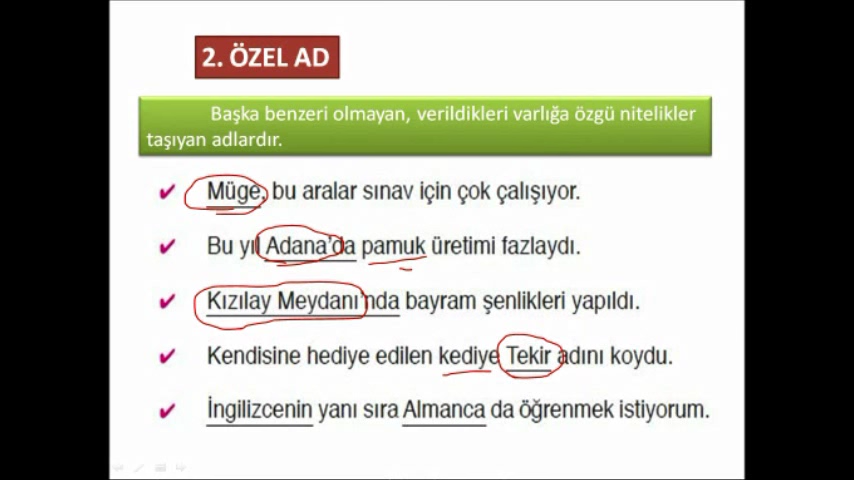 2. ÖZEL AD
Başka benzeri olmayan, verildikleri varlığa özgü nitelikler
taşıyan adlardır.
✔ Müge, bu aralar sınav için çok çalışıyor.
✔ Bu yıl Adana'da pamuk üretimi fazlaydı.
✔ Kızılay Meydanı'nda bayram şenlikleri yapıldı.
✔ Kendisine hediye edilen kediye Tekir adını koydu.
✔ İngilizcenin yanı sıra Almanca da öğrenmek istiyorum.